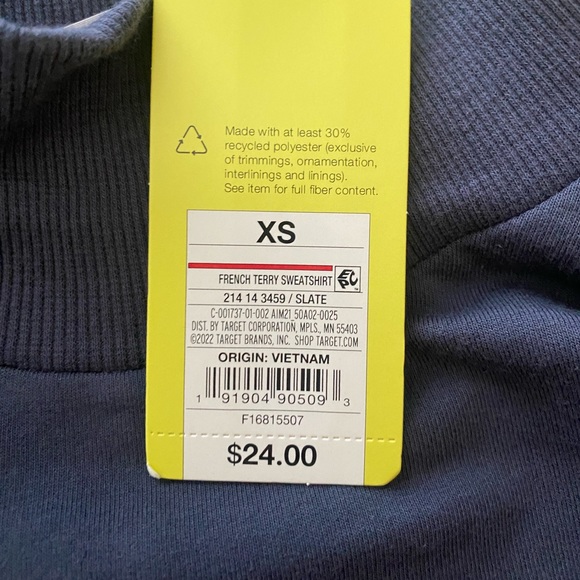 Made with at least 30%
recycled polyester (exclusive
of trimmings, ornamentation,
interlinings and linings).
See item for full fiber content.
XS
FRENCH TERRY SWEATSHIRT
214 14 3459 / SLATE
C-001737-01-002 AIM21_50A02-0025
DIST. BY TARGET CORPORATION, MPLS., MN 55403
©2022 TARGET BRANDS, INC. SHOP TARGET.COM
ORIGIN: VIETNAM
1 91904 90509 3
F16815507
$24.00